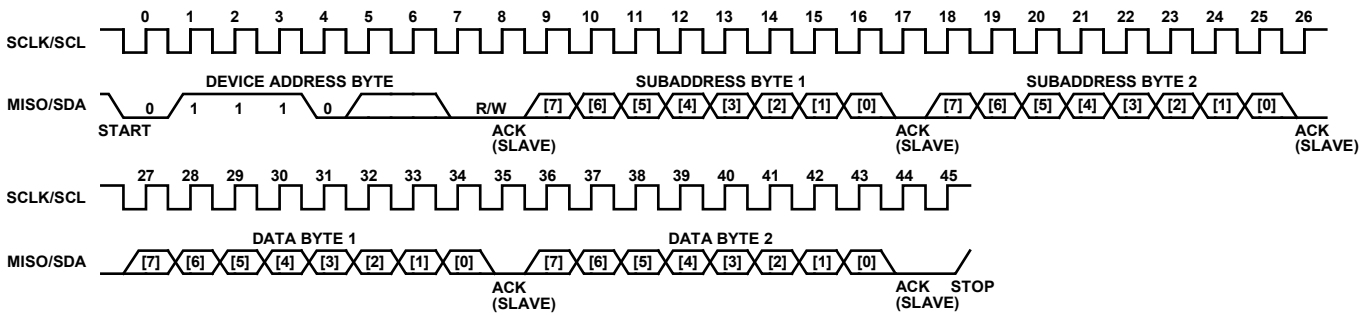 0 1 2 3 4 5 6 7 8 9 10 11 12 13 14 15 16 17 18 19 20 21 22 23 24 25 26
SCLK/SCL
DEVICE ADDRESS BYTE SUBADDRESS BYTE 1 SUBADDRESS BYTE 2
MISO/SDA 0 1 1 1 0 R/W [7] [6] [5] [4] [3] [2] [1] [0] [7] [6] [5] [4] [3] [2] [1] [0]
START ACK ACK ACK
(SLAVE) (SLAVE) (SLAVE)
27 28 29 30 31 32 33 34 35 36 37 38 39 40 41 42 43 44 45
SCLK/SCL
DATA BYTE 1 DATA BYTE 2
MISO/SDA [7] [6] [5] [4] [3] [2] [1] [0] [7] [6] [5] [4] [3] [2] [1] [0]
ACK ACK STOP
(SLAVE) (SLAVE)